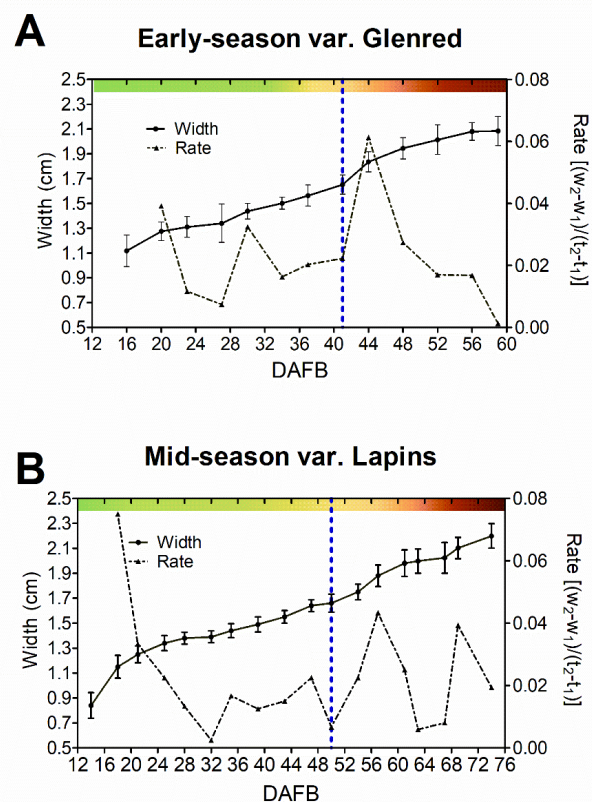 A
Early-season var. Glenred
2.5 2.3 2.1 1.9 1.7 1.5 1.3 1.1 0.9 0.7 0.5
Width (cm)
Width
Rate
0.08 0.06 0.04 0.02 0.00
Rate [(w2-w1)/(t2-t1)]
12 16 20 24 28 32 36 40 44 48 52 56 60
DAFB
B
Mid-season var. Lapins
2.5 2.3 2.1 1.9 1.7 1.5 1.3 1.1 0.9 0.7 0.5
Width (cm)
Width
Rate
0.08 0.06 0.04 0.02 0.00
Rate [(w2-w1)/(t2-t1)]
12 16 20 24 28 32 36 40 44 48 52 56 60 64 68 72 76
DAFB